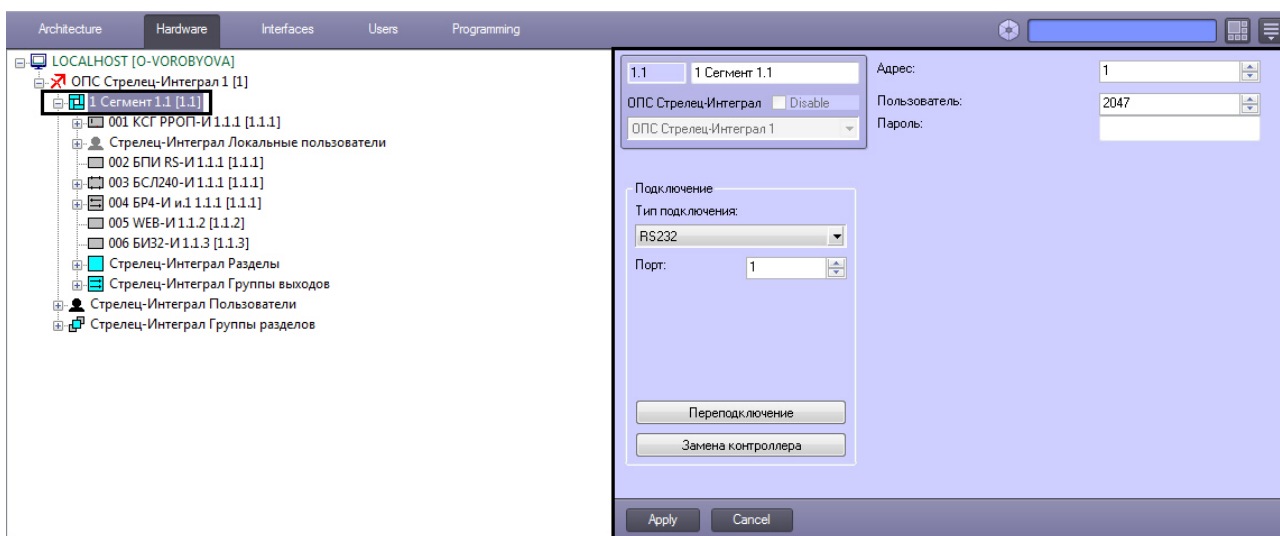 Architecture Hardware Interfaces Users Programming
LOCALHOST [O-VOROBYOVA]
ОПС Стрелец-Интеграл 1 [1]
1 Сегмент 1.1 [1.1]
001 КСГ РРОП-И 1.1.1 [1.1.1]
Стрелец-Интеграл Локальные пользователи
002 БПИ RS-И 1.1.1 [1.1.1]
003 БСЛ240-И 1.1.1 [1.1.1]
004 БР4-И и.1 1.1.1 [1.1.1]
005 WEB-И 1.1.2 [1.1.2]
006 БИ32-И 1.1.3 [1.1.3]
Стрелец-Интеграл Разделы
Стрелец-Интеграл Группы выходов
Стрелец-Интеграл Пользователи
Стрелец-Интеграл Группы разделов
1.1 1 Сегмент 1.1
ОПС Стрелец-Интеграл Disable
ОПС Стрелец-Интеграл 1
Адрес: 1
Пользователь: 2047
Пароль:
Подключение
Тип подключения:
RS232
Порт: 1
Переподключение
Замена контроллера
Apply Cancel